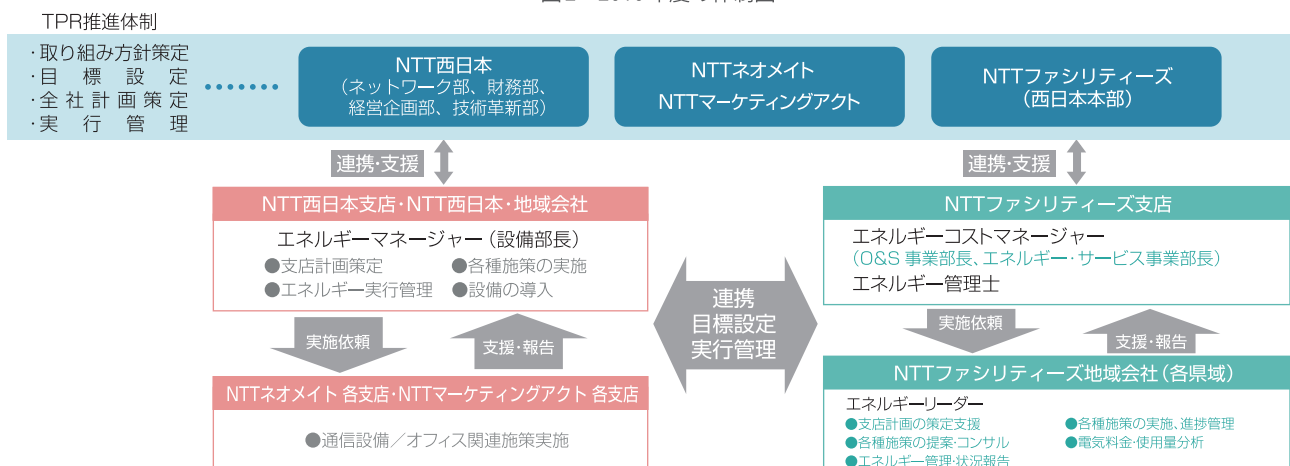 TPR推進体制
・取り組み方針策定
・目標設定
・全社計画策定
・実行管理
NTT西日本
(ネットワーク部、財務部、
経営企画部、技術革新部)
NTTネオメイト
NTTマーケティングアクト
NTTファシリティーズ
(西日本本部)
連携・支援
連携・支援
NTT西日本支店・NTT西日本・地域会社
エネルギーマネージャー(設備部長)
●支店計画策定 ●各種施策の実施
●エネルギー実行管理 ●設備の導入
実施依頼
支援・報告
NTTネオメイト 各支店・NTTマーケティングアクト 各支店
●通信設備/オフィス関連施策実施
連携
目標設定
実行管理
NTTファシリティーズ支店
エネルギーコストマネージャー
(O&S 事業部長、エネルギー・サービス事業部長)
エネルギー管理士
実施依頼
支援・報告
NTTファシリティーズ地域会社(各県域)
エネルギーリーダー
●支店計画の策定支援 ●各種施策の実施、進捗管理
●各種施策の提案・コンサル ●電気料金・使用量分析
●エネルギー管理・状況報告